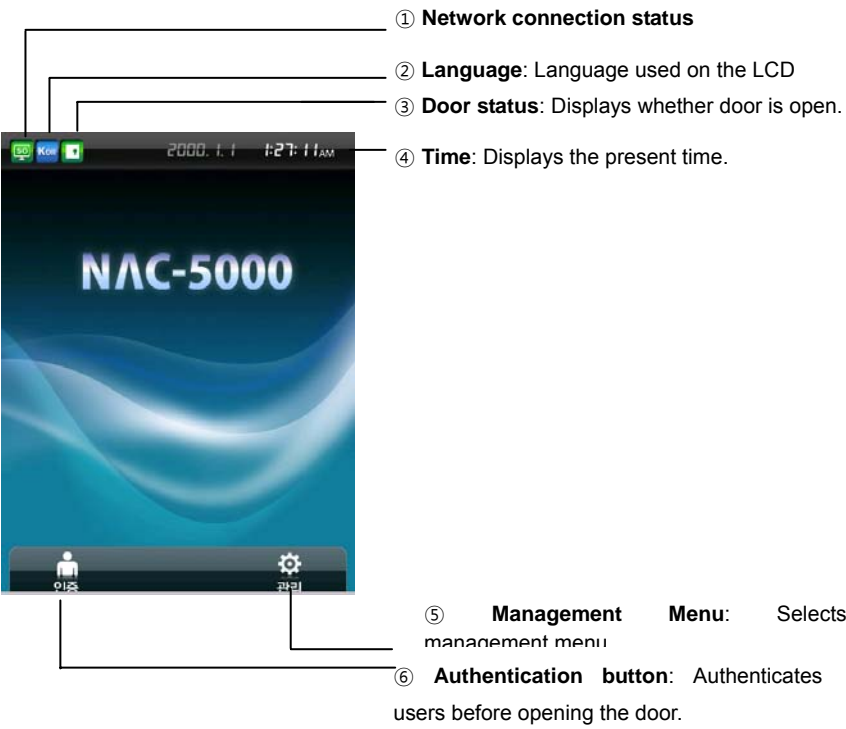 ① Network connection status
② Language: Language used on the LCD
③ Door status: Displays whether door is open.
SO KOR 2000. 1. 1 1:27:11AM
④ Time: Displays the present time.
NAC-5000
인증 관리
⑤ Management Menu: Selects
management menu
⑥ Authentication button: Authenticates
users before opening the door.